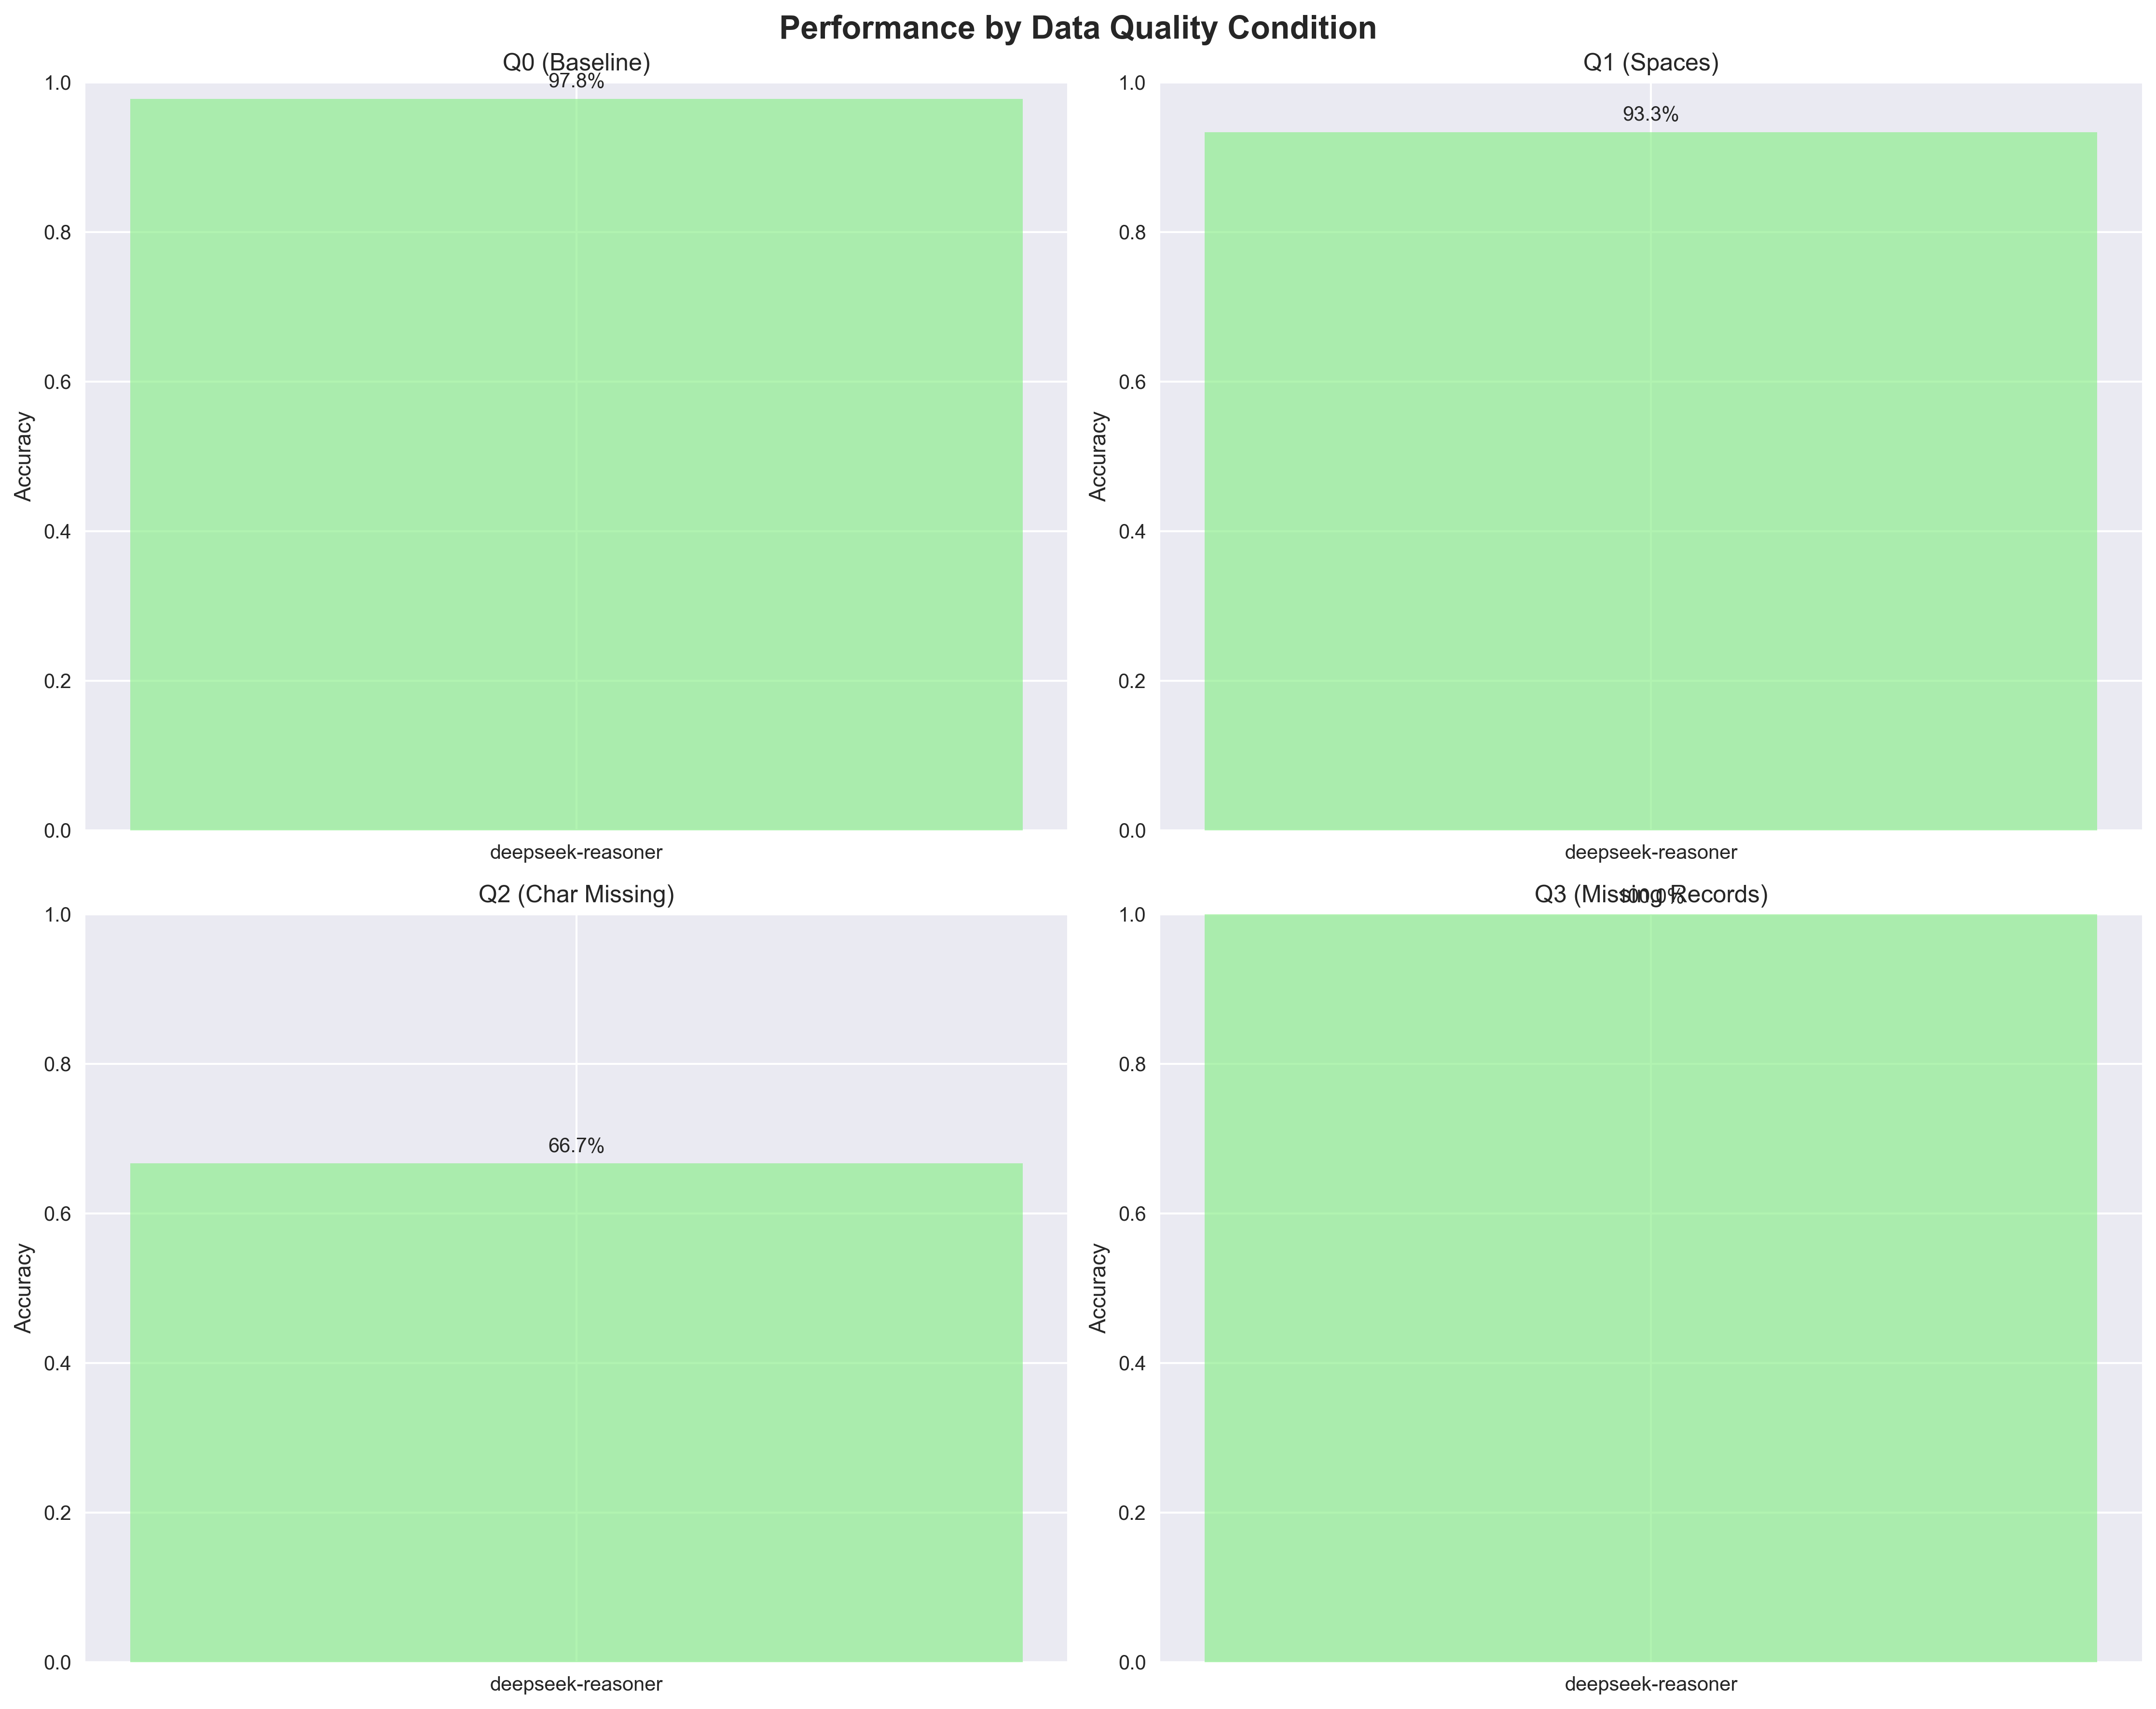 Performance by Data Quality Condition
Q0 (Baseline)
97.8%
1.0
0.8
0.6
0.4
0.2
0.0
Accuracy
deepseek-reasoner
Q1 (Spaces)
93.3%
1.0
0.8
0.6
0.4
0.2
0.0
Accuracy
deepseek-reasoner
Q2 (Char Missing)
66.7%
1.0
0.8
0.6
0.4
0.2
0.0
Accuracy
deepseek-reasoner
Q3 (Missing Records)
100.0%
1.0
0.8
0.6
0.4
0.2
0.0
Accuracy
deepseek-reasoner